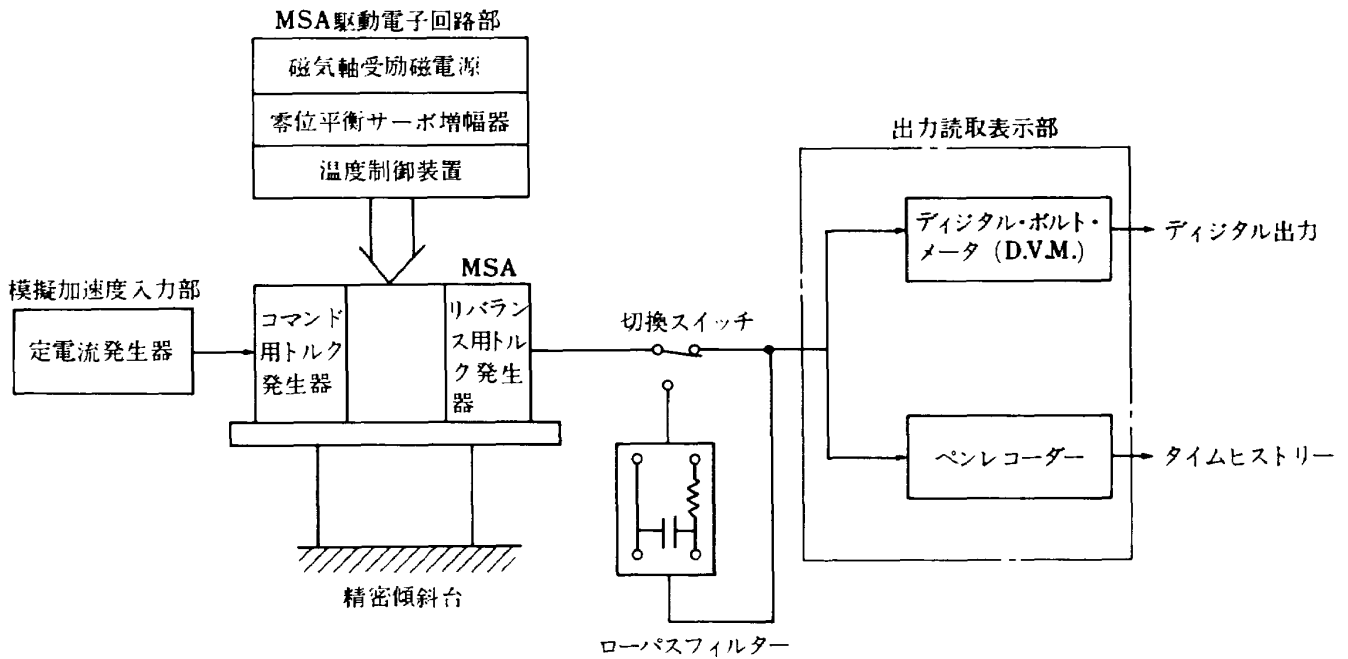 MSA駆動電子回路部
磁気軸受励磁電源
零位平衡サーボ増幅器
温度制御装置
出力読取表示部
ディジタル・ボルト・
メータ (D.V.M.)
ディジタル出力
模擬加速度入力部
定電流発生器
MSA
コマンド
用トルク
発生器
リバラン
ス用トル
ク発生
器
切換スイッチ
ペンレコーダー
タイムヒストリー
精密傾斜台
ローパスフィルター